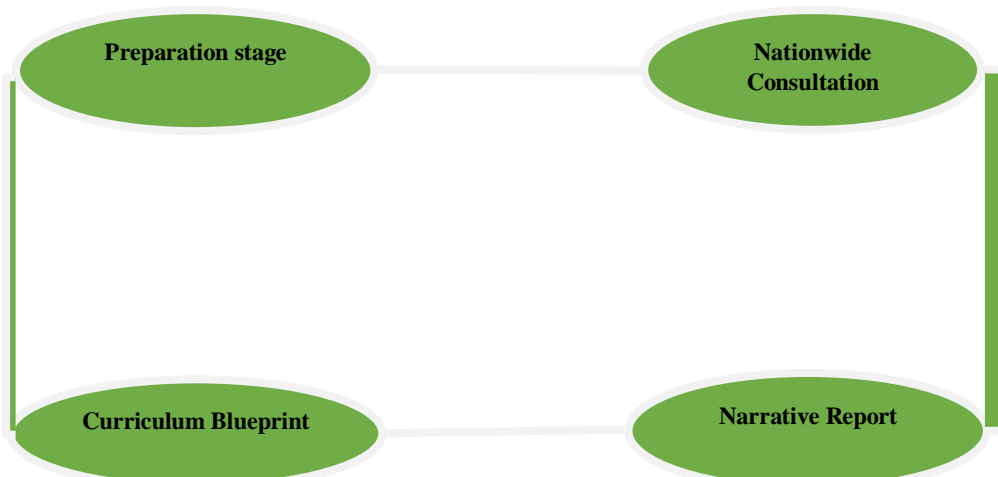 Preparation stage
Nationwide
Consultation
Curriculum Blueprint
Narrative Report